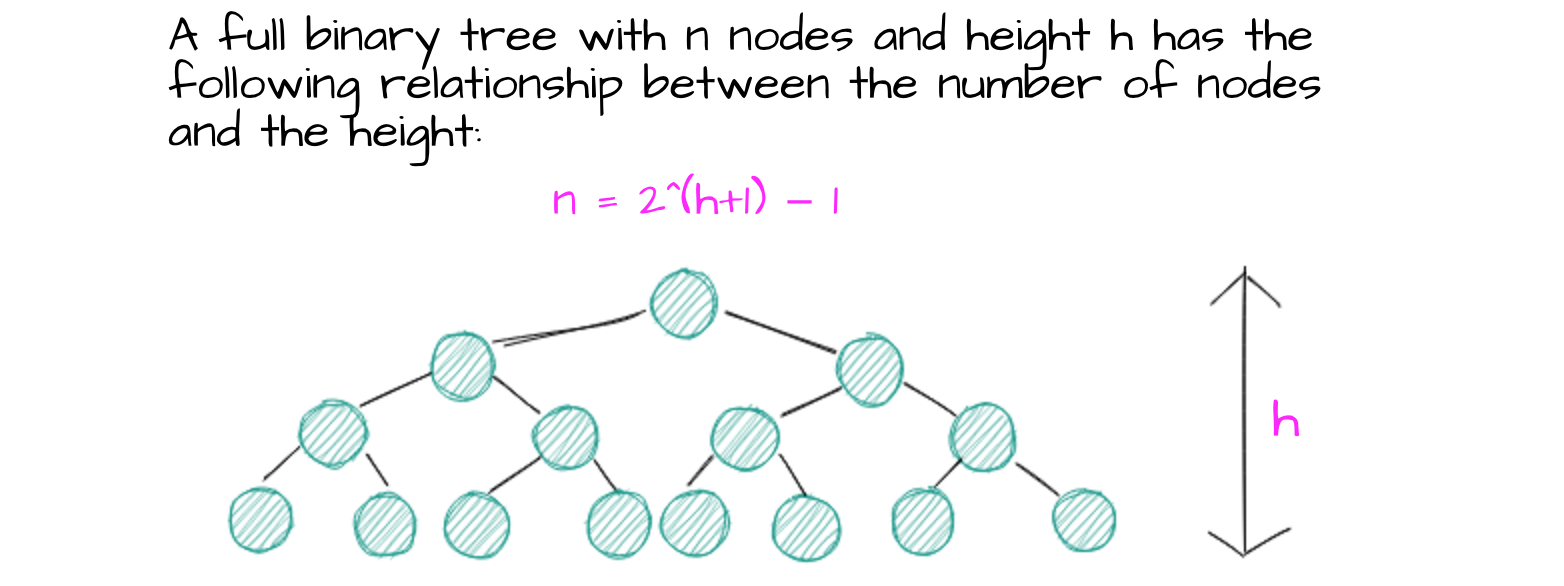 A full binary tree with n nodes and height h has the
following relationship between the number of nodes
and the height:
n = 2^(h+1) - 1
h